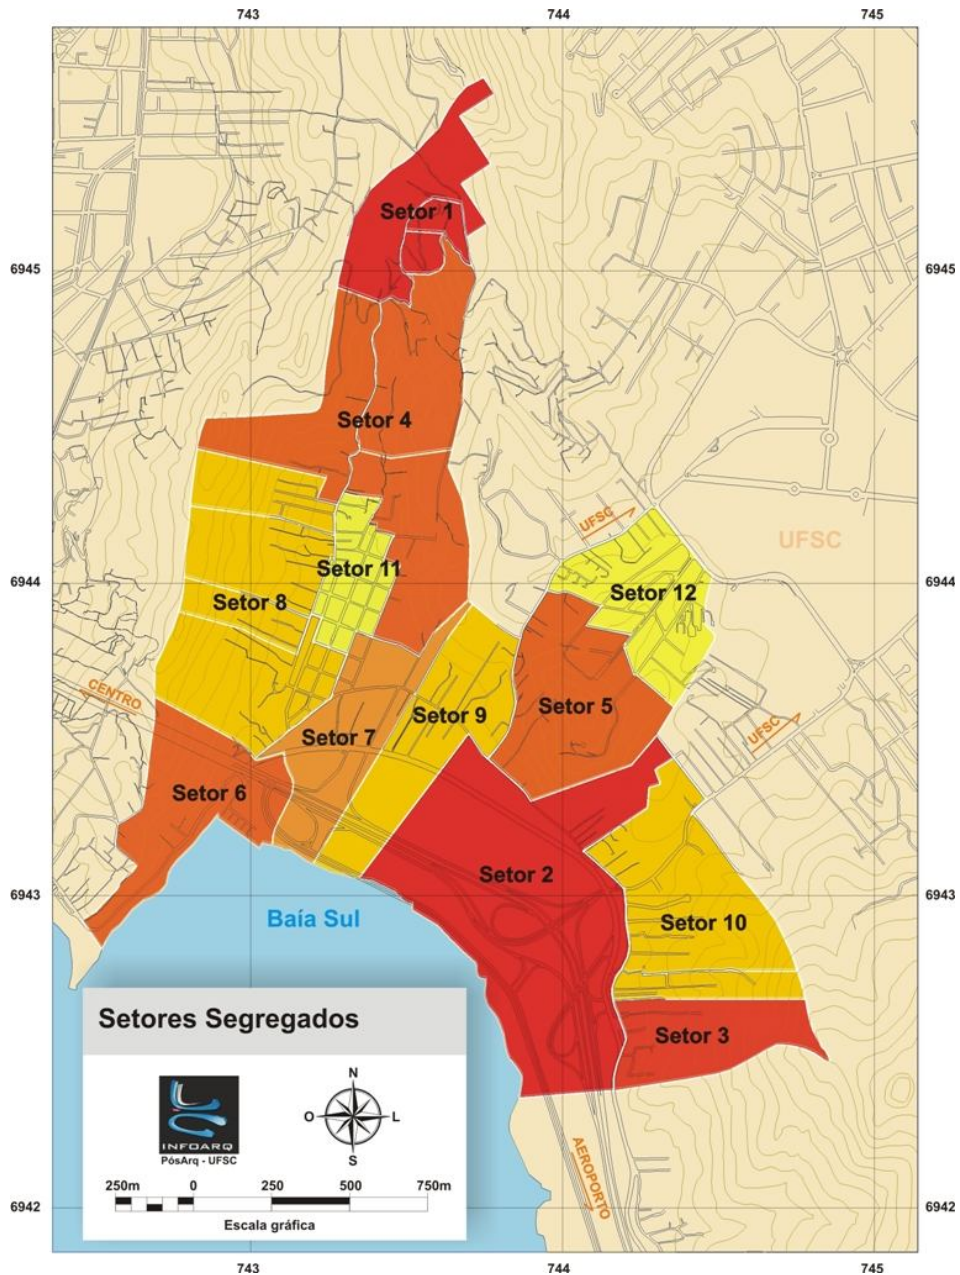 743
744
745
Setor 1
6945
6945
Setor 4
UFSC
UFSC
Setor 11
6944
6944
Setor 12
Setor 8
CENTRO
Setor 5
Setor 9
UFSC
Setor 7
Setor 6
Setor 2
6943
6943
Baía Sul
Setor 10
Setores Segregados
Setor 3
N
O
L
S
INFOARQ
PósArq - UFSC
AEROPORTO
250m
0
250
500
750m
6942
6942
Escala gráfica
743
744
745